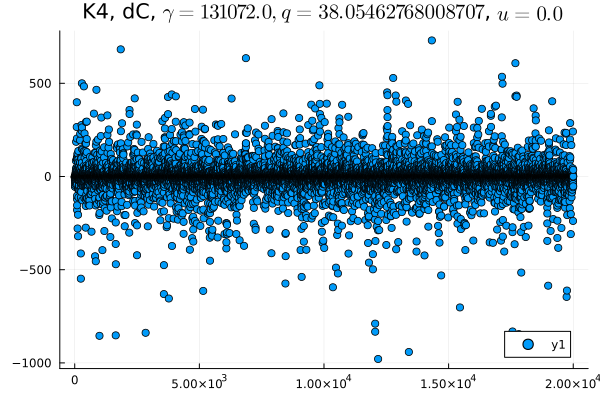 K4, dC, γ = 131072.0, q = 38.05462768008707, u = 0.0
500
0
−500
−1000
y1
0 5.00×10³ 1.00×10⁴ 1.50×10⁴ 2.00×10⁴